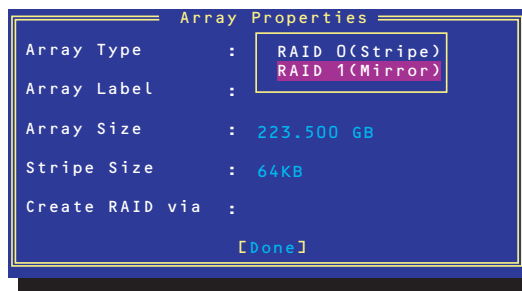 Array Properties
Array Type : RAID 0(Stripe)
RAID 1(Mirror)
Array Label :
Array Size : 223.500 GB
Stripe Size : 64KB
Create RAID via :
[Done]